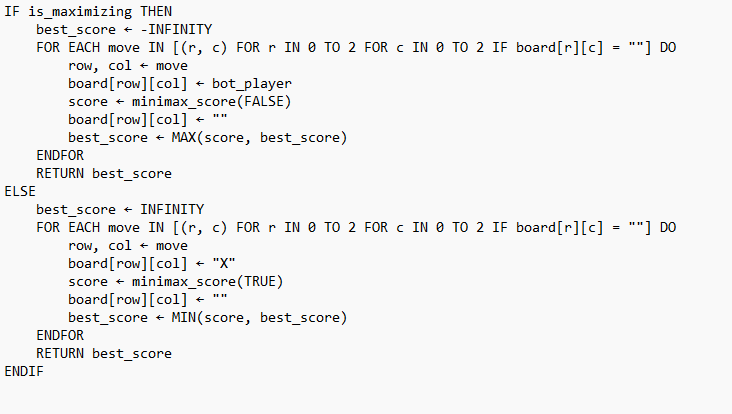 IF is_maximizing THEN
    best_score ← -INFINITY
    FOR EACH move IN [(r, c) FOR r IN 0 TO 2 FOR c IN 0 TO 2 IF board[r][c] = ""] DO
        row, col ← move
        board[row][col] ← bot_player
        score ← minimax_score(FALSE)
        board[row][col] ← ""
        best_score ← MAX(score, best_score)
    ENDFOR
    RETURN best_score
ELSE
    best_score ← INFINITY
    FOR EACH move IN [(r, c) FOR r IN 0 TO 2 FOR c IN 0 TO 2 IF board[r][c] = ""] DO
        row, col ← move
        board[row][col] ← "X"
        score ← minimax_score(TRUE)
        board[row][col] ← ""
        best_score ← MIN(score, best_score)
    ENDFOR
    RETURN best_score
ENDIF